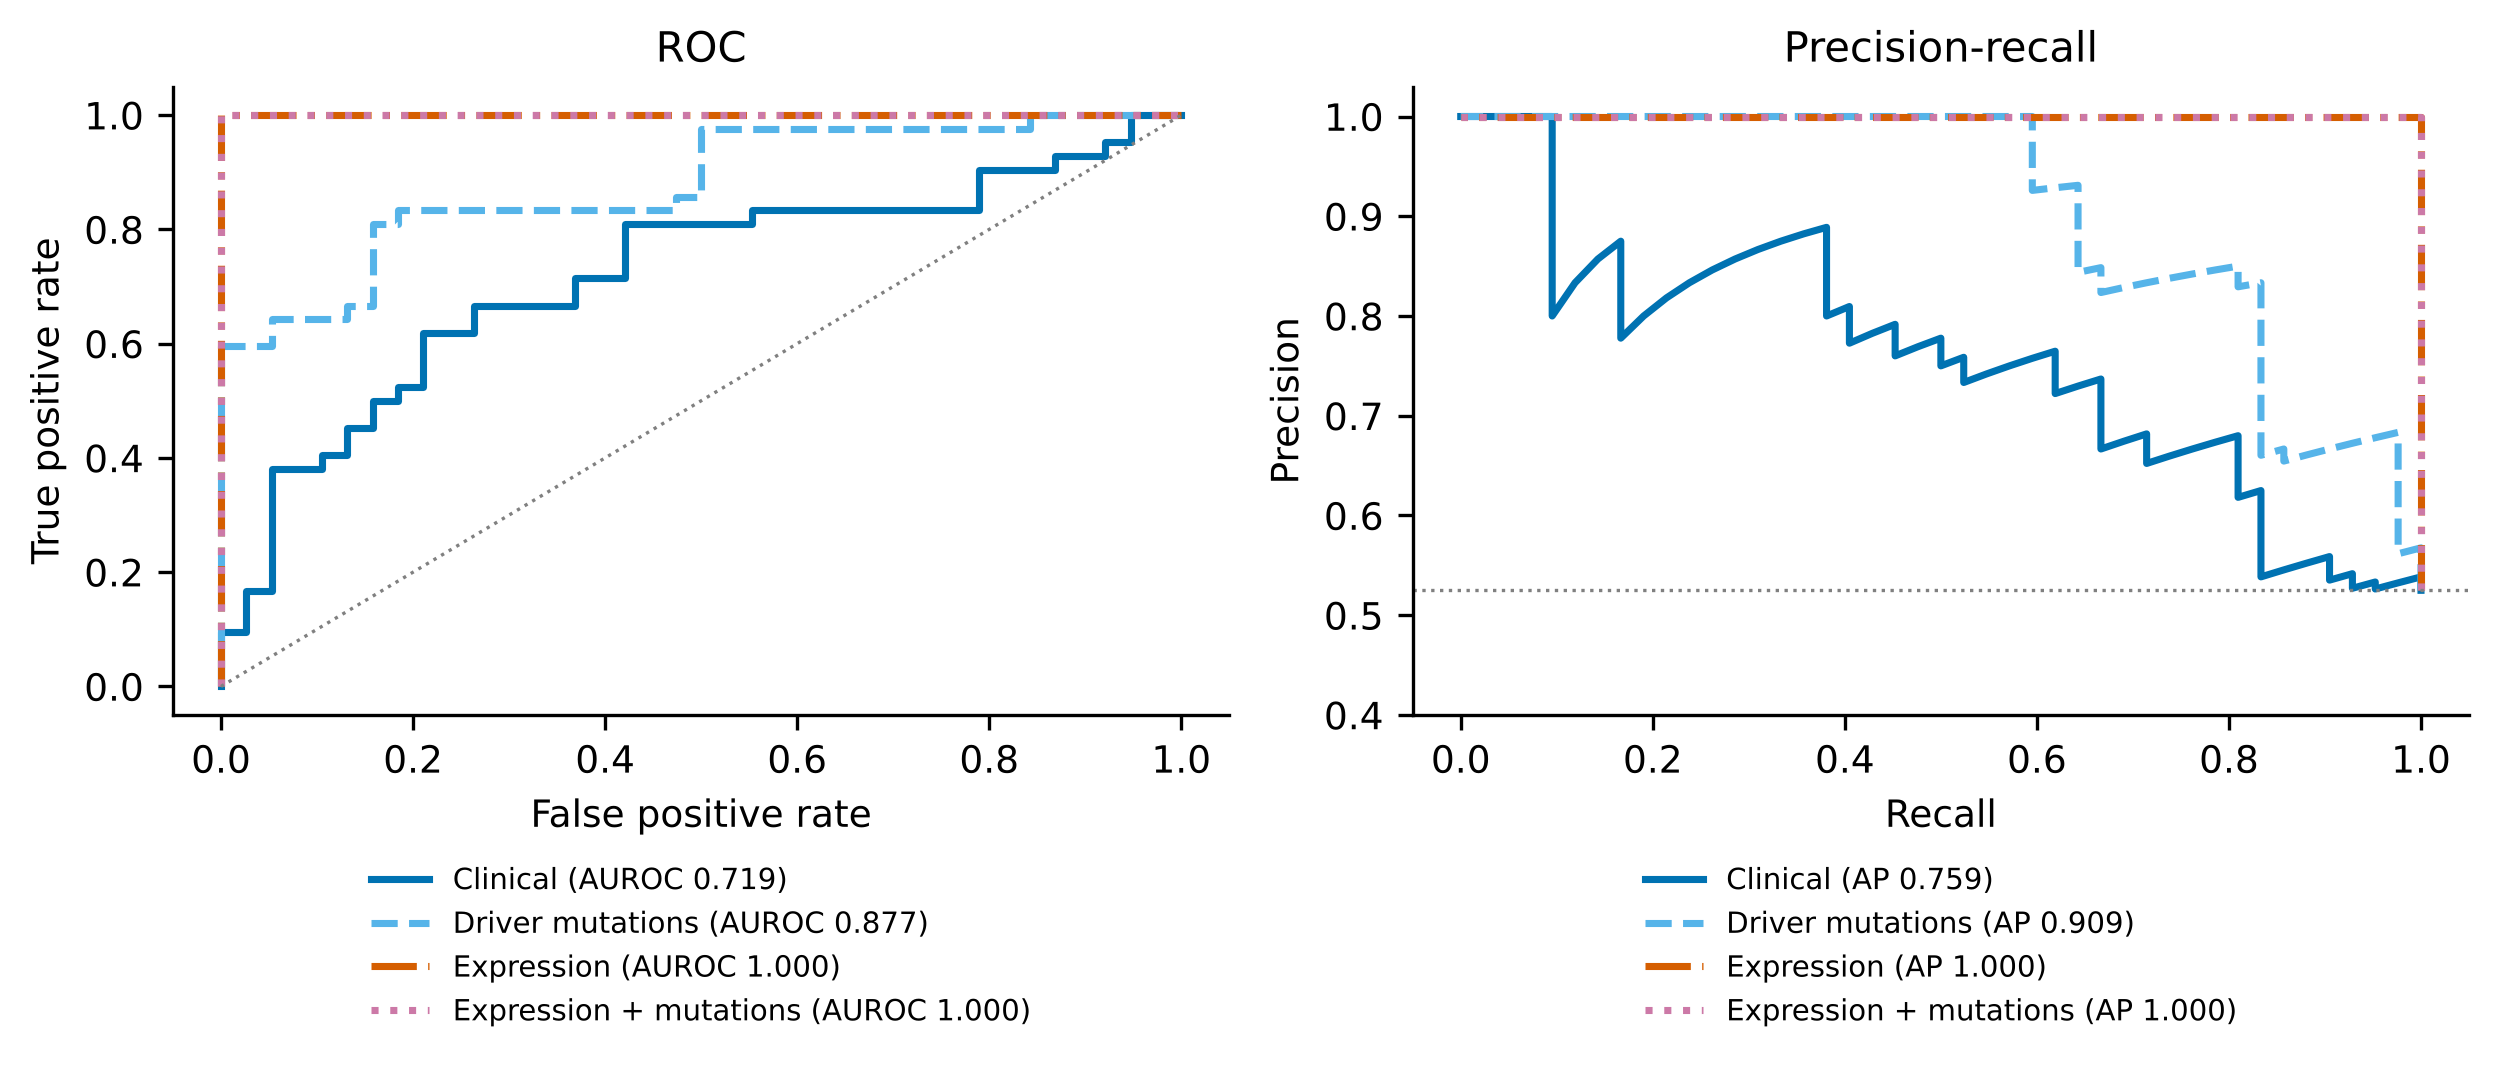 ROC
True positive rate
1.0
0.8
0.6
0.4
0.2
0.0
0.0 0.2 0.4 0.6 0.8 1.0
False positive rate
Clinical (AUROC 0.719)
Driver mutations (AUROC 0.877)
Expression (AUROC 1.000)
Expression + mutations (AUROC 1.000)
Precision-recall
Precision
1.0
0.9
0.8
0.7
0.6
0.5
0.4
0.0 0.2 0.4 0.6 0.8 1.0
Recall
Clinical (AP 0.759)
Driver mutations (AP 0.909)
Expression (AP 1.000)
Expression + mutations (AP 1.000)